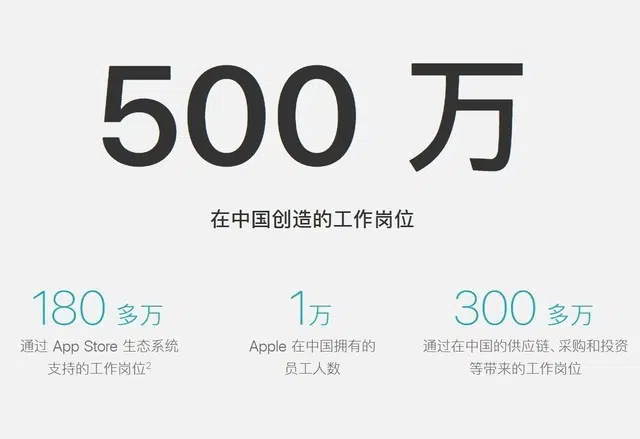 500 万
在中国创造的工作岗位
180 多万
通过 App Store 生态系统
支持的工作岗位²
1万
Apple 在中国拥有的
员工人数
300 多万
通过在中国的供应链、采购和投资
等带来的工作岗位